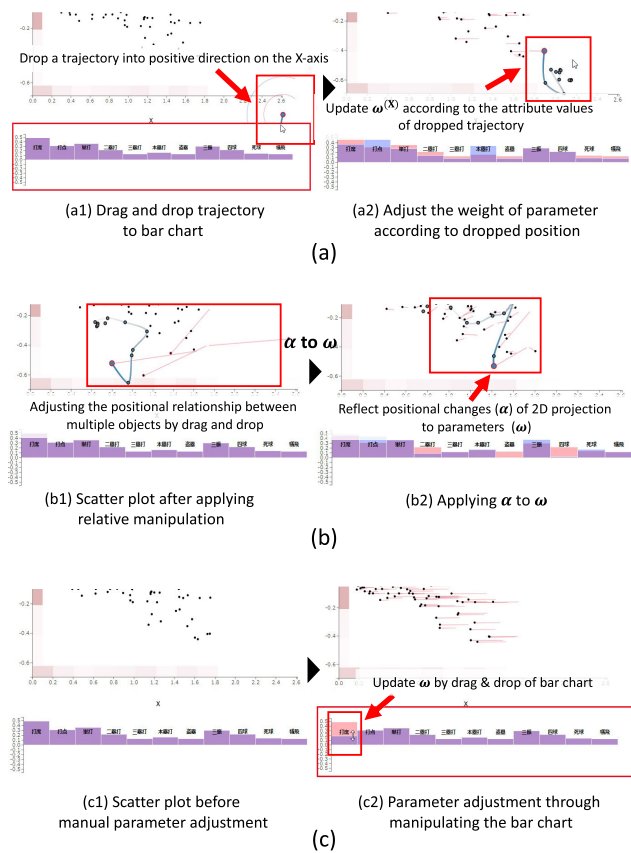 Drop a trajectory into positive direction on the X-axis
-0.6
0.0 0.2 0.4 0.6 0.8 1.0 1.2 1.4 1.6 1.8 2.0 2.2 2.4 2.6 2.8
X
打席 打点 単打 二塁打 三塁打 本塁打 盗塁 三振 四球 死球 犠飛
(a1) Drag and drop trajectory
to bar chart
-0.4
-0.6
2.6
Update ω(X) according to the attribute values
of dropped trajectory
打席 打点 単打 二塁打 三塁打 本塁打 盗塁 三振 四球 死球 犠飛
(a2) Adjust the weight of parameter
according to dropped position
(a)
-0.2
-0.6
Adjusting the positional relationship between
multiple objects by drag and drop
打席 打点 単打 二塁打 三塁打 本塁打 盗塁 三振 四球 死球 犠飛
(b1) Scatter plot after applying
relative manipulation
α to ω
-0.2
-0.6
Reflect positional changes (α) of 2D projection
to parameters (ω)
打席 打点 単打 二塁打 三塁打 本塁打 盗塁 三振 四球 死球 犠飛
(b2) Applying α to ω
(b)
-0.2
-0.4
-0.6
0.0 0.2 0.4 0.6 0.8 1.0 1.2 1.4 1.6 1.8 2.0 2.2 2.4 2.6 2.8
X
打席 打点 単打 二塁打 三塁打 本塁打 盗塁 三振 四球 死球 犠飛
(c1) Scatter plot before
manual parameter adjustment
-0.2
-0.4
-0.6
Update ω by drag & drop of bar chart
X
打席 打点 単打 二塁打 三塁打 本塁打 盗塁 三振 四球 死球 犠飛
(c2) Parameter adjustment through
manipulating the bar chart
(c)